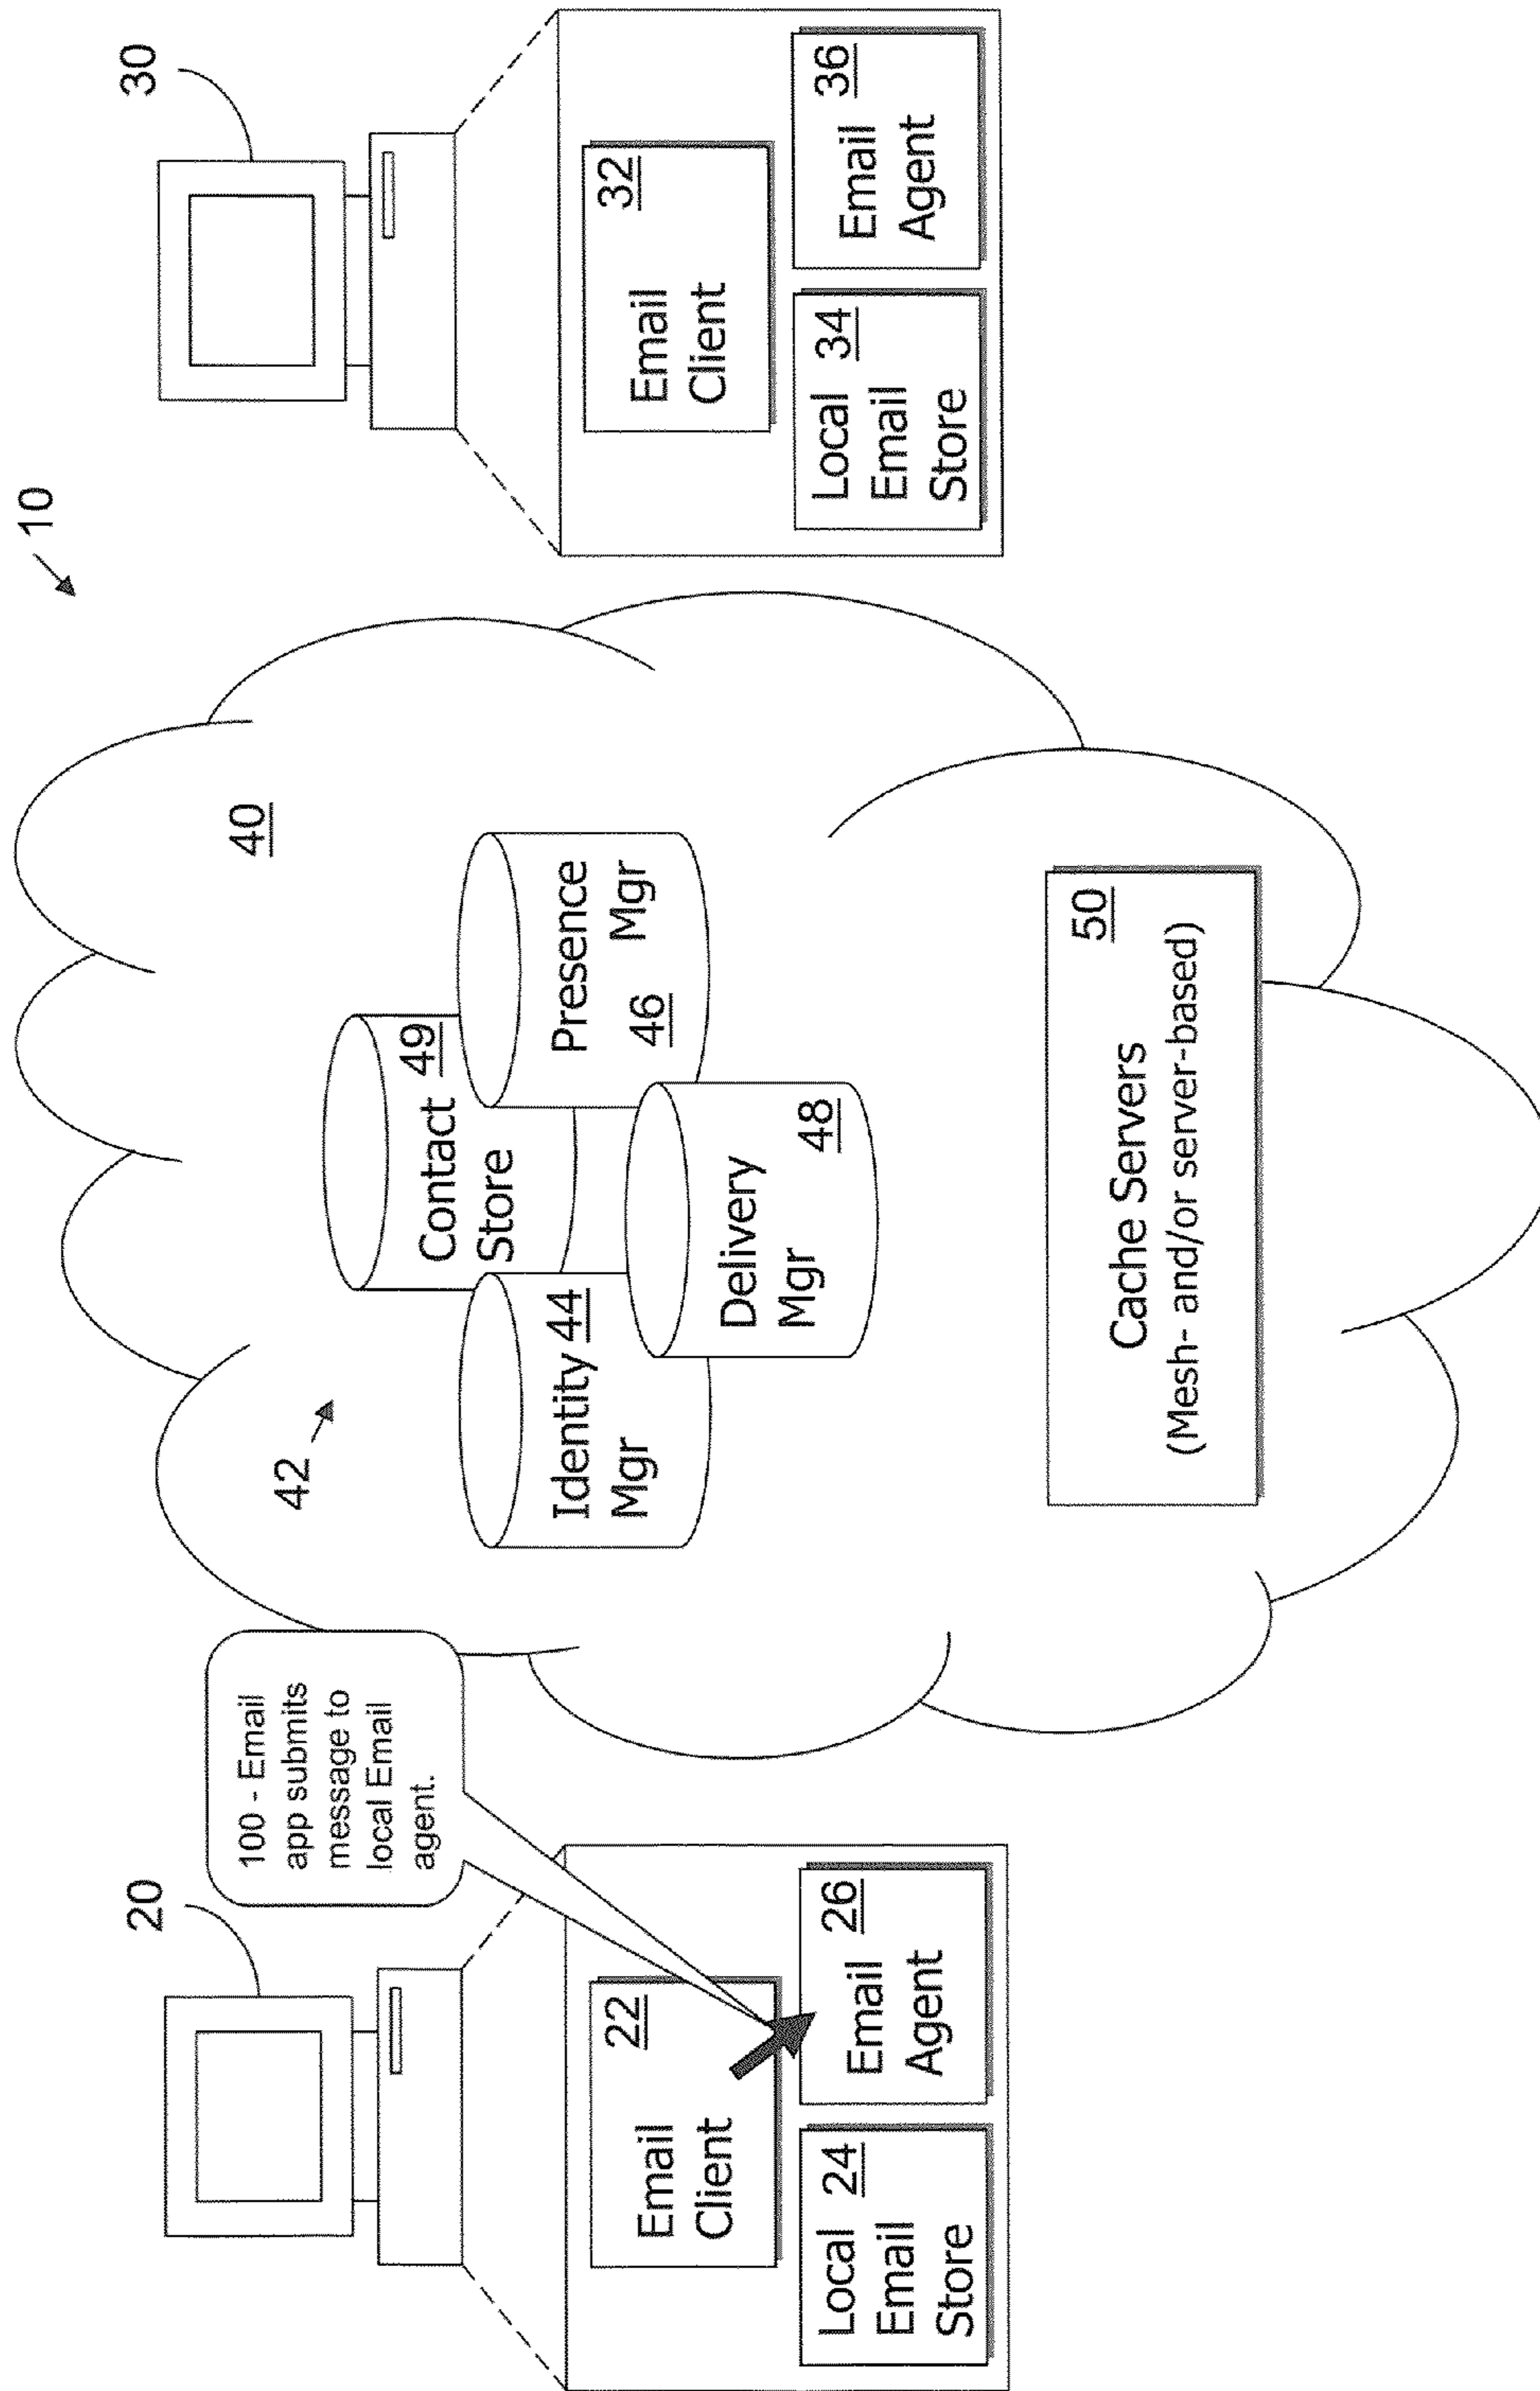 10
20
100 - Email
app submits
message to
local Email
agent.
Email
Client
22
Local 24
Email
Store
Email
Agent
26
40
42
Contact 49
Store
Identity 44
Mgr
Presence
46 Mgr
Delivery
Mgr 48
50
Cache Servers
(Mesh- and/or server-based)
30
Email
Client
32
Local 34
Email
Store
Email
Agent
36